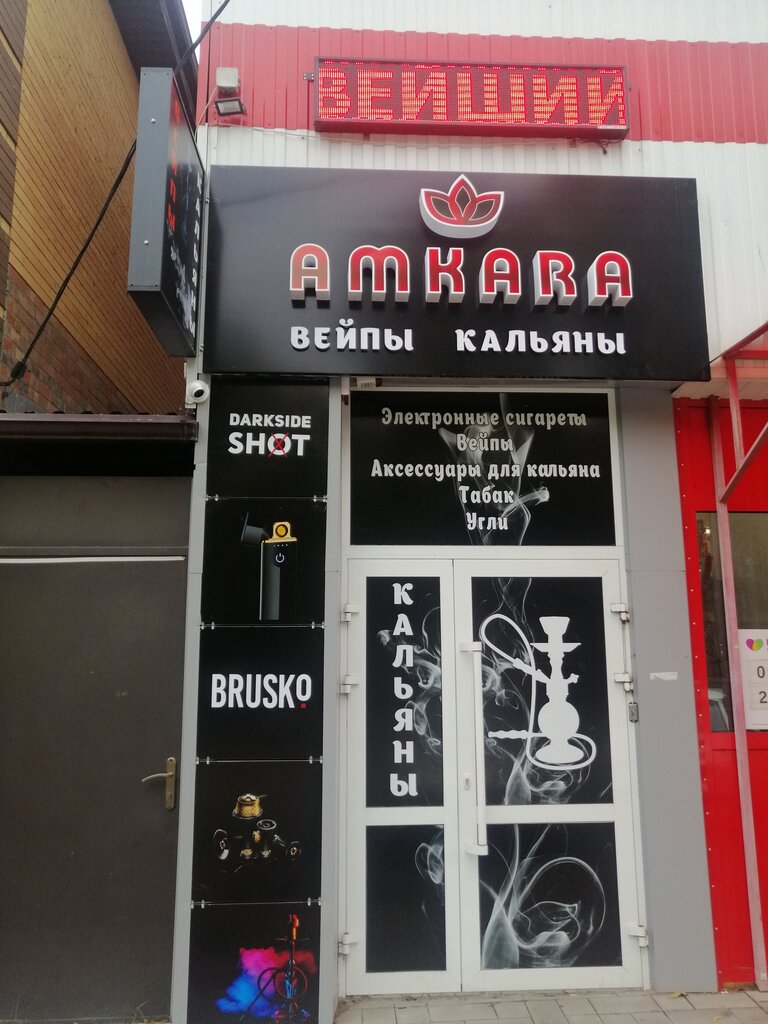 ВЕЙШИЙ
AMKARA
ВЕЙПЫ КАЛЬЯНЫ
DARKSIDE
SHOT
Электронные сигареты
Вейпы
Аксессуары для кальяна
Табак
Угли
КАЛЬЯНЫ
BRUSKO